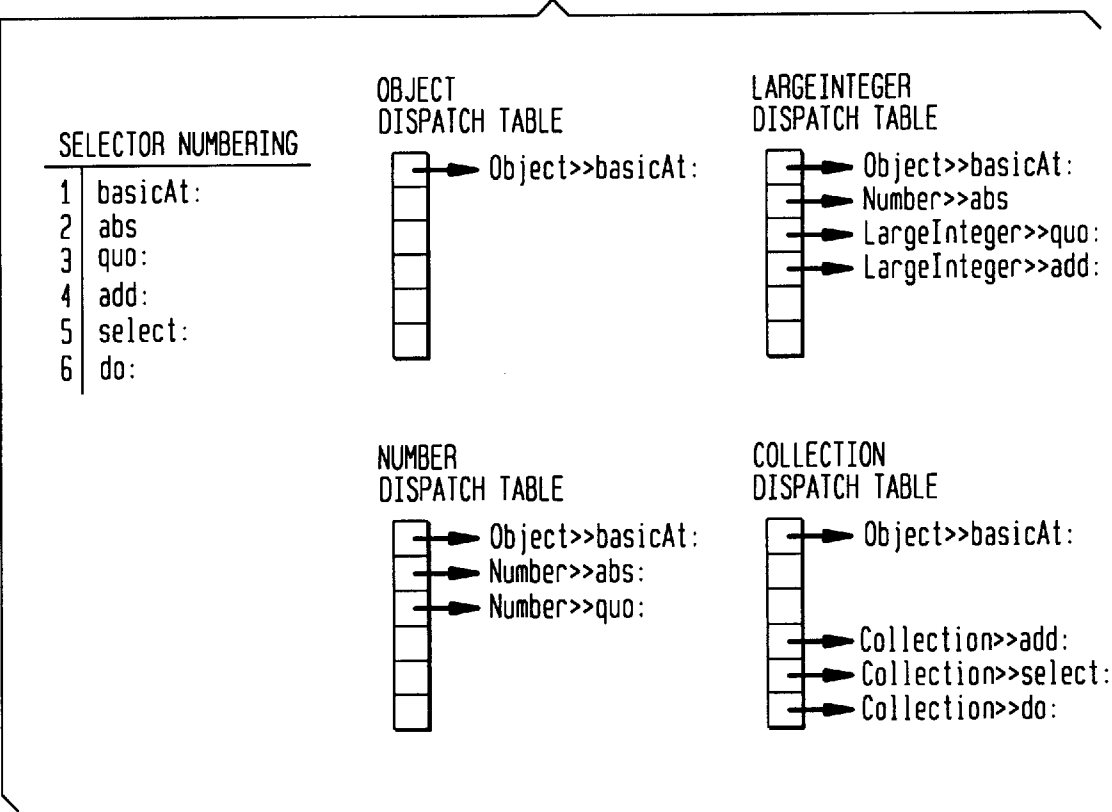 SELECTOR NUMBERING
1 basicAt:
2 abs
3 quo:
4 add:
5 select:
6 do:
OBJECT
DISPATCH TABLE
Object>>basicAt:
LARGEINTEGER
DISPATCH TABLE
Object>>basicAt:
Number>>abs
LargeInteger>>quo:
LargeInteger>>add:
NUMBER
DISPATCH TABLE
Object>>basicAt:
Number>>abs:
Number>>quo:
COLLECTION
DISPATCH TABLE
Object>>basicAt:
Collection>>add:
Collection>>select:
Collection>>do: